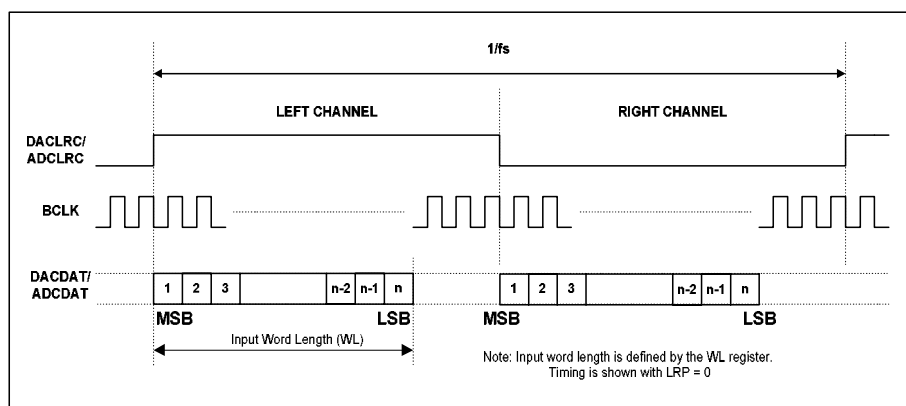 1/fs
LEFT CHANNEL
RIGHT CHANNEL
DACLRC/
ADCLRC
BCLK
DACDAT/
ADCDAT
1 2 3 n-2 n-1 n
1 2 3 n-2 n-1 n
MSB
LSB
MSB
LSB
Input Word Length (WL)
Note: Input word length is defined by the WL register.
Timing is shown with LRP = 0